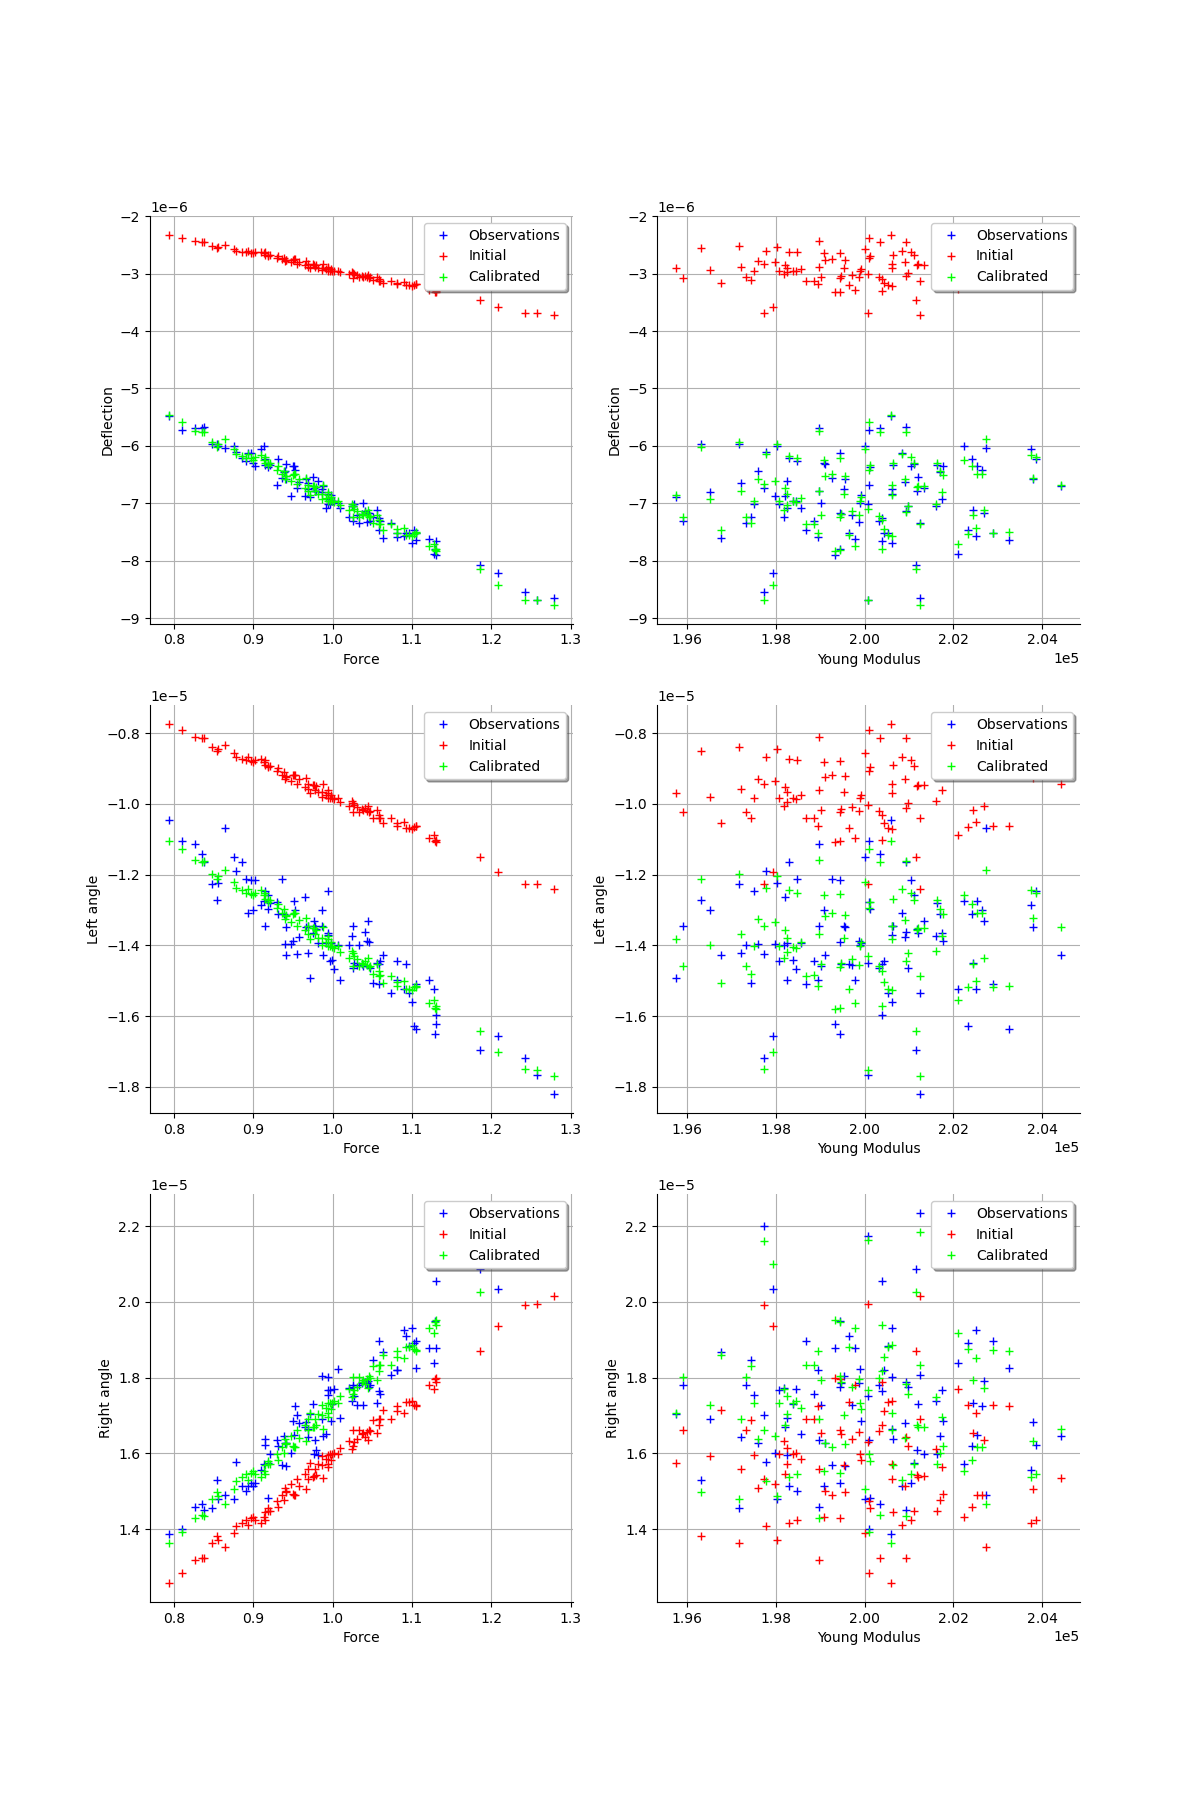 1e−6
−2
−3
−4
−5
−6
−7
−8
−9
Deflection
0.8 0.9 1.0 1.1 1.2 1.3
Force
Observations
Initial
Calibrated
1e−6
−2
−3
−4
−5
−6
−7
−8
−9
Deflection
1.96 1.98 2.00 2.02 2.04
1e5
Young Modulus
Observations
Initial
Calibrated
1e−5
−0.8
−1.0
−1.2
−1.4
−1.6
−1.8
Left angle
0.8 0.9 1.0 1.1 1.2 1.3
Force
Observations
Initial
Calibrated
1e−5
−0.8
−1.0
−1.2
−1.4
−1.6
−1.8
Left angle
1.96 1.98 2.00 2.02 2.04
1e5
Young Modulus
Observations
Initial
Calibrated
1e−5
2.2
2.0
1.8
1.6
1.4
Right angle
0.8 0.9 1.0 1.1 1.2 1.3
Force
Observations
Initial
Calibrated
1e−5
2.2
2.0
1.8
1.6
1.4
Right angle
1.96 1.98 2.00 2.02 2.04
1e5
Young Modulus
Observations
Initial
Calibrated